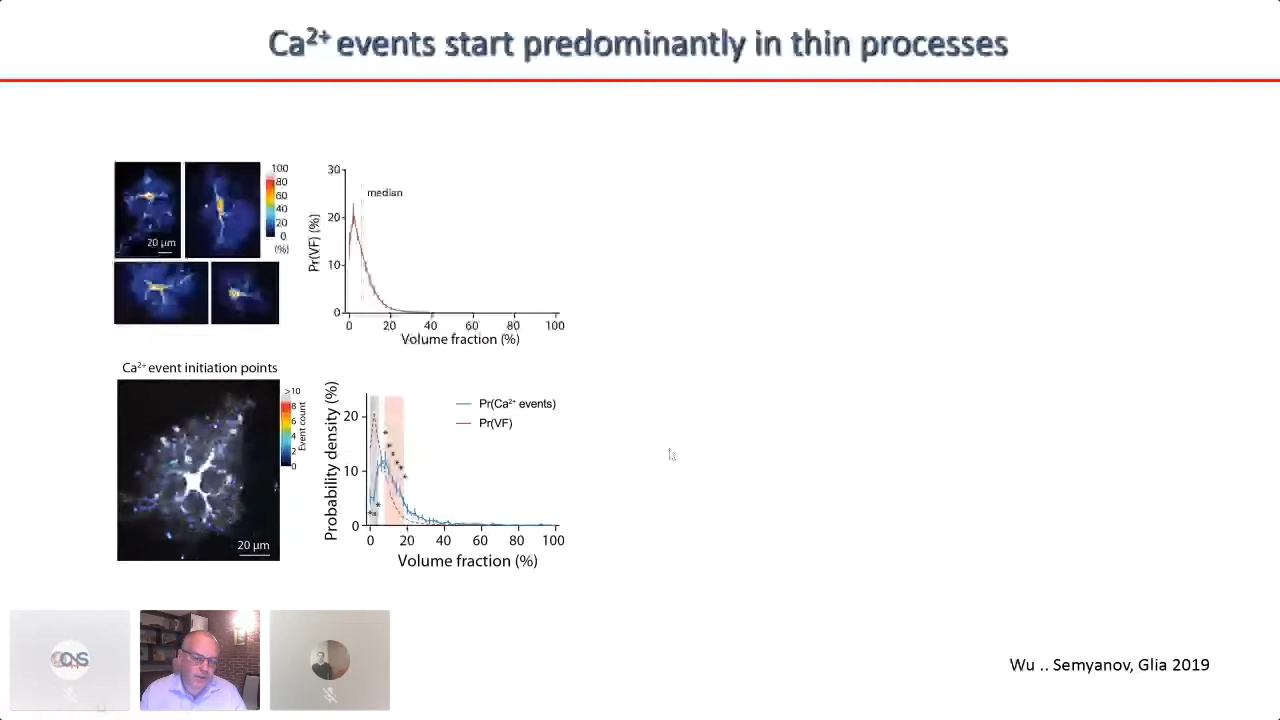 Ca²⁺ events start predominantly in thin processes
100
80
60
40
20
0
(%)
20 µm
30
20
10
0
Pr(VF) (%)
median
0 20 40 60 80 100
Volume fraction (%)
Ca²⁺ event initiation points
>10
8
6
4
2
0
Event count
20 µm
Probability density (%)
20
10
0
Pr(Ca²⁺ events)
Pr(VF)
0 20 40 60 80 100
Volume fraction (%)
Wu .. Semyanov, Glia 2019